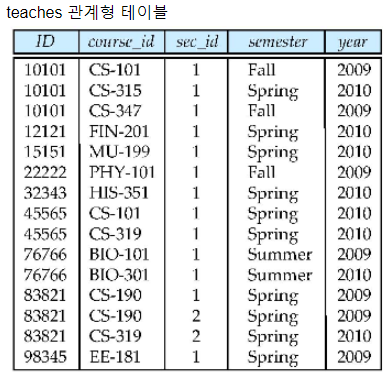 teaches 관계형 테이블
ID course_id sec_id semester year
10101 CS-101 1 Fall 2009
10101 CS-315 1 Spring 2010
10101 CS-347 1 Fall 2009
12121 FIN-201 1 Spring 2010
15151 MU-199 1 Spring 2010
22222 PHY-101 1 Fall 2009
32343 HIS-351 1 Spring 2010
45565 CS-101 1 Spring 2010
45565 CS-319 1 Spring 2010
76766 BIO-101 1 Summer 2009
76766 BIO-301 1 Summer 2010
83821 CS-190 1 Spring 2009
83821 CS-190 2 Spring 2009
83821 CS-319 2 Spring 2010
98345 EE-181 1 Spring 2009